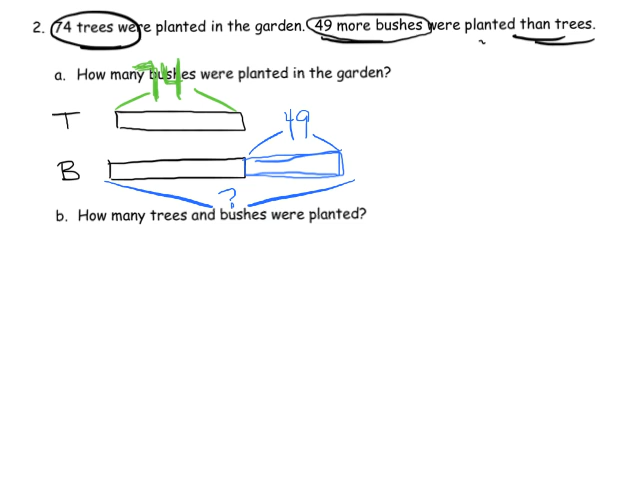 2. 74 trees were planted in the garden. 49 more bushes were planted than trees.
a. How many bushes were planted in the garden?
74
T
49
B
?
b. How many trees and bushes were planted?